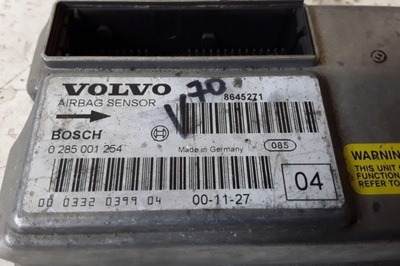 VOLVO
8645271
AIRBAG SENSOR
V70
BOSCH
0 285 001 254
Made in Germany
085
04
00 0332 0399 04
00-11-27
WARNIN
THIS UNIT
FUNCTION
REFER TO